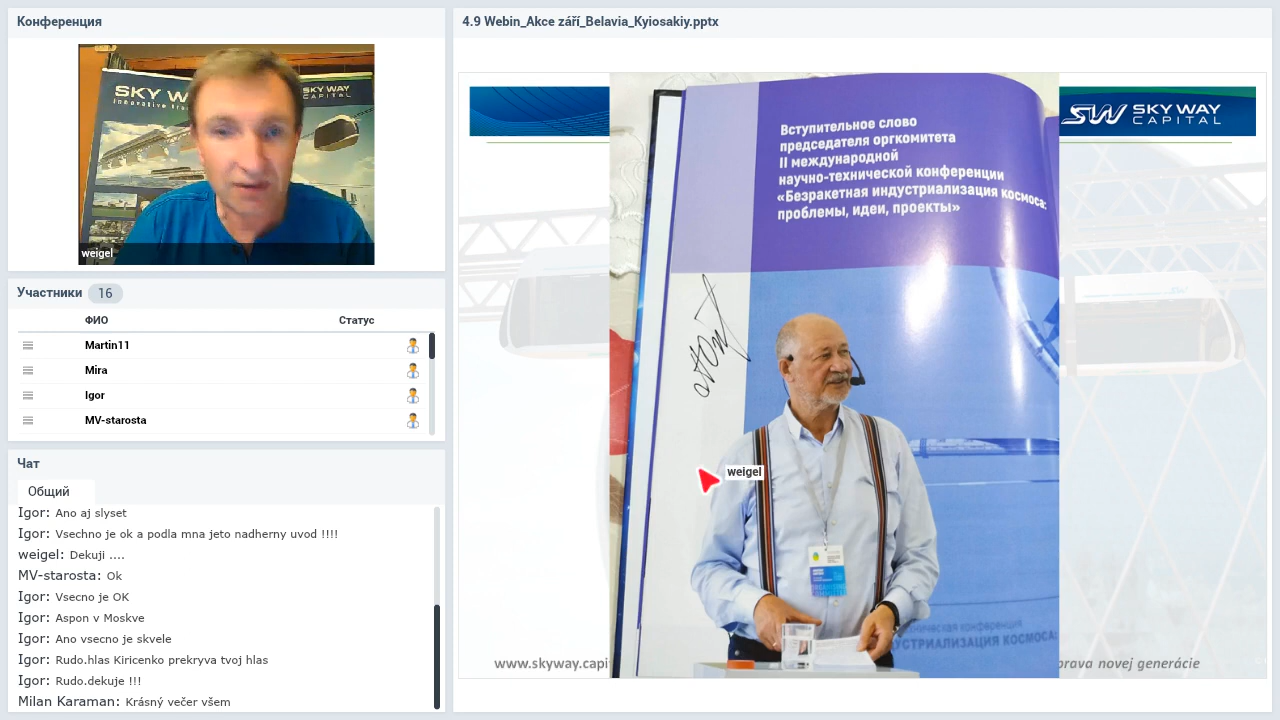 Конференция
SKY W
innovative tra
SKY WAY
CAPITAL
weigel
Участники 16
ФИО Статус
Martin11
Mira
Igor
MV-starosta
Чат
Общий
Igor: Ano aj slyset
Igor: Vsechno je ok a podla mna jeto nadherny uvod !!!!
weigel: Dekuji ....
MV-starosta: Ok
Igor: Vsecno je OK
Igor: Aspon v Moskve
Igor: Ano vsecno je skvele
Igor: Rudo.hlas Kiricenko prekryva tvoj hlas
Igor: Rudo.dekuje !!!
Milan Karaman: Krásný večer všem
4.9 Webin_Akce září_Belavia_Kyiosakiy.pptx
SW SKY WAY
CAPITAL
Вступительное слово
председателя оргкомитета
II международной
научно-технической конференции
«Безракетная индустриализация космоса:
проблемы, идеи, проекты»
weigel
ническая конференция
УСТРИАЛИЗАЦИЯ КОСМОСА:
www.skyway.capi
prava novej generácie